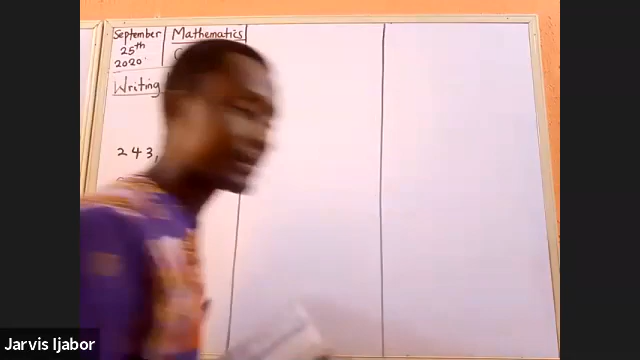 September
25th
2020
Mathematics
Writing
243,
Jarvis Ijabor